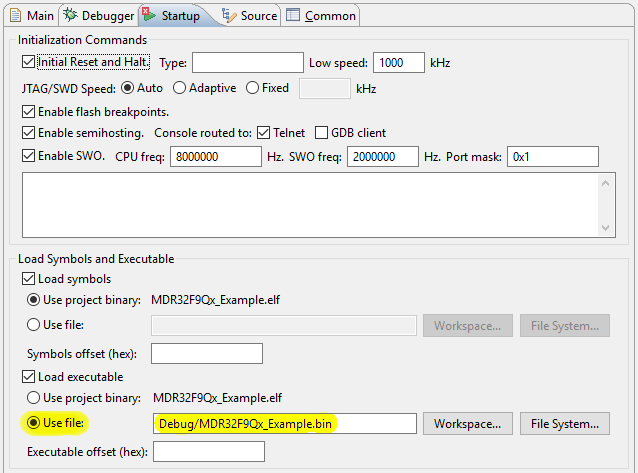 Main Debugger Startup Source Common
Initialization Commands
Initial Reset and Halt. Type: Low speed: 1000 kHz
JTAG/SWD Speed: Auto Adaptive Fixed kHz
Enable flash breakpoints.
Enable semihosting. Console routed to: Telnet GDB client
Enable SWO. CPU freq: 8000000 Hz. SWO freq: 2000000 Hz. Port mask: 0x1
Load Symbols and Executable
Load symbols
Use project binary: MDR32F9Qx_Example.elf
Use file: Workspace... File System...
Symbols offset (hex):
Load executable
Use project binary: MDR32F9Qx_Example.elf
Use file: Debug/MDR32F9Qx_Example.bin Workspace... File System...
Executable offset (hex):